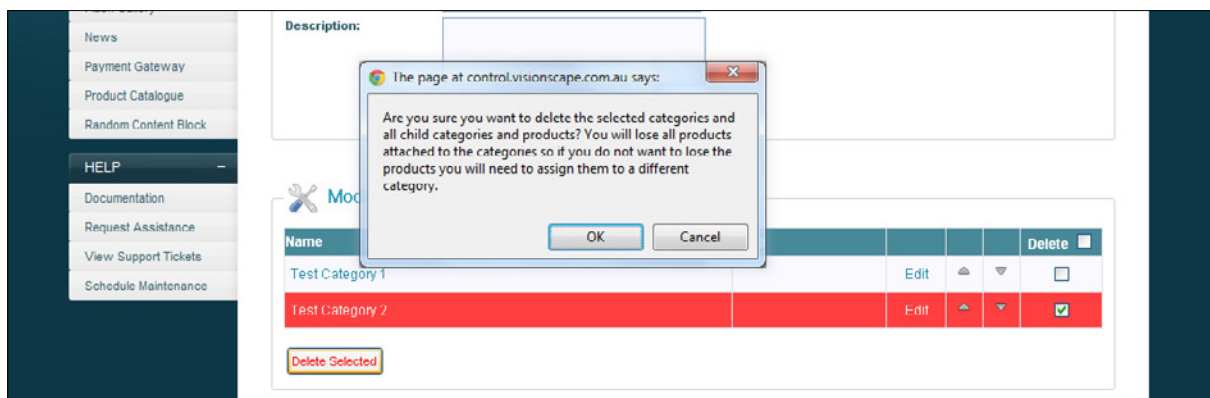 News
Payment Gateway
Product Catalogue
Random Content Block
HELP –
Documentation
Request Assistance
View Support Tickets
Schedule Maintenance
Description:
The page at control.visionscape.com.au says:
Are you sure you want to delete the selected categories and
all child categories and products? You will lose all products
attached to the categories so if you do not want to lose the
products you will need to assign them to a different
category.
OK Cancel
Name Delete
Test Category 1 Edit
Test Category 2 Edit
Delete Selected